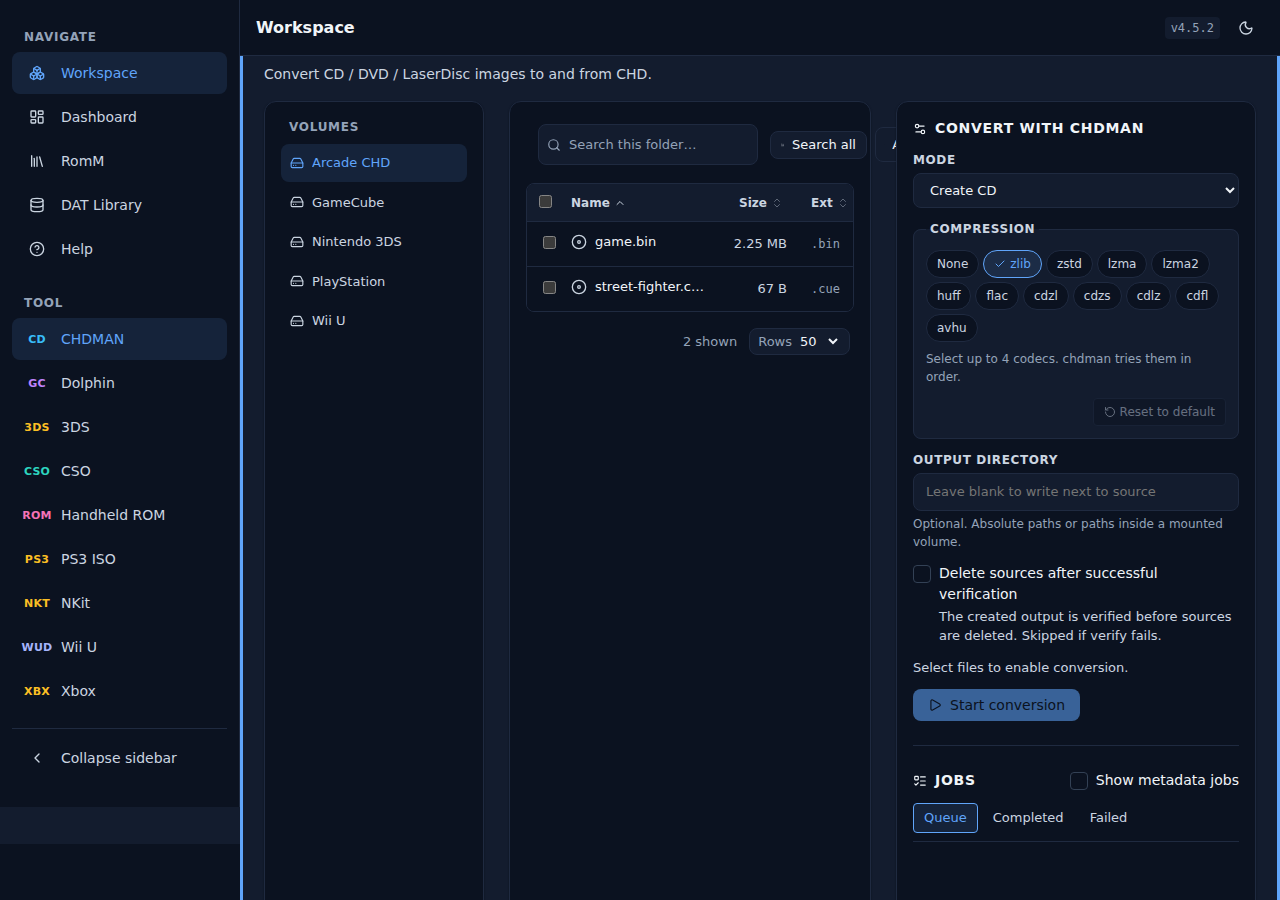 NAVIGATE
Workspace
Dashboard
RomM
DAT Library
Help
TOOL
CD CHDMAN
GC Dolphin
3DS 3DS
CSO CSO
ROM Handheld ROM
PS3 PS3 ISO
NKT NKit
WUD Wii U
XBX Xbox
Collapse sidebar
Workspace
v4.5.2
Convert CD / DVD / LaserDisc images to and from CHD.
VOLUMES
Arcade CHD
GameCube
Nintendo 3DS
PlayStation
Wii U
Search this folder…
Search all
Name Size Ext
game.bin 2.25 MB .bin
street-fighter.c… 67 B .cue
2 shown Rows 50
CONVERT WITH CHDMAN
MODE
Create CD
COMPRESSION
None zlib zstd lzma lzma2
huff flac cdzl cdzs cdlz cdfl
avhu
Select up to 4 codecs. chdman tries them in
order.
Reset to default
OUTPUT DIRECTORY
Leave blank to write next to source
Optional. Absolute paths or paths inside a mounted
volume.
Delete sources after successful
verification
The created output is verified before sources
are deleted. Skipped if verify fails.
Select files to enable conversion.
Start conversion
JOBS Show metadata jobs
Queue Completed Failed